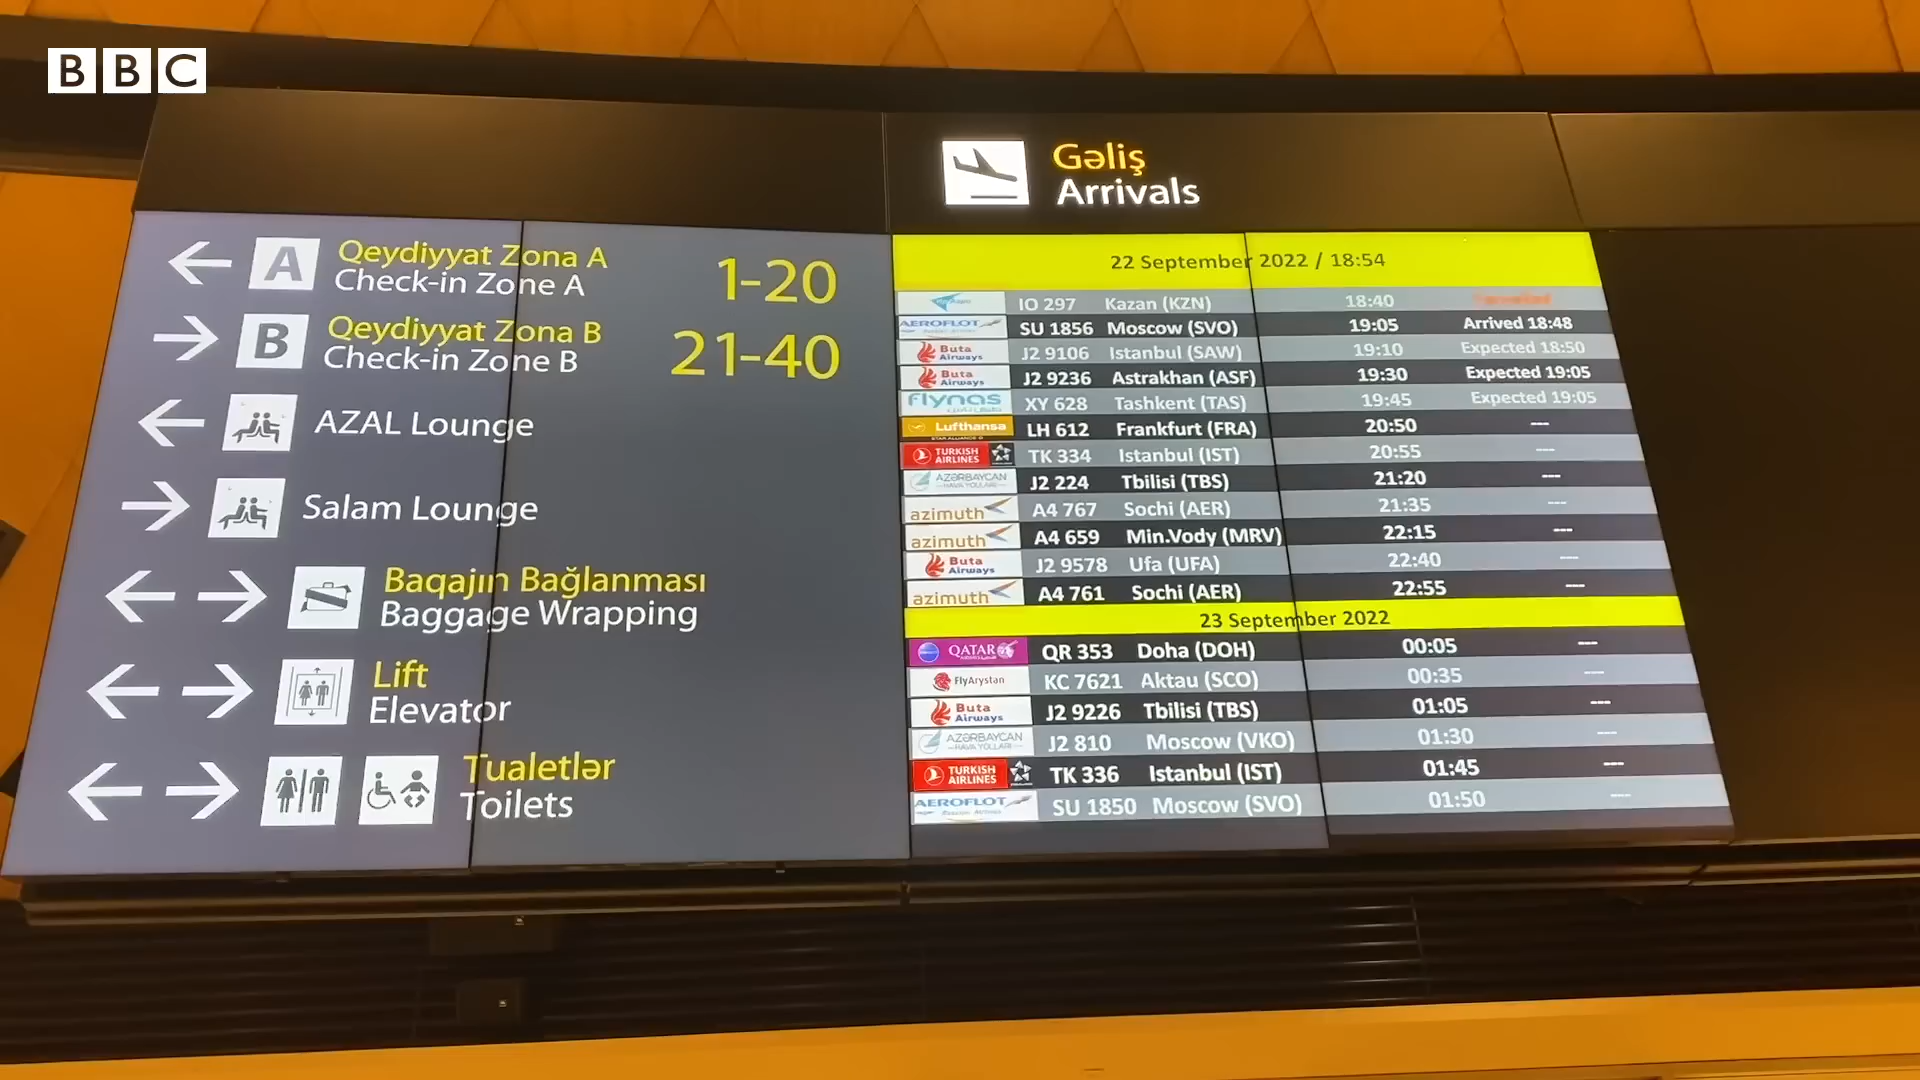 BBC
Gəliş
Arrivals
A Qeydiyyat Zona A 1-20
Check-in Zone A
B Qeydiyyat Zona B 21-40
Check-in Zone B
AZAL Lounge
Salam Lounge
Baqajın Bağlanması
Baggage Wrapping
Lift
Elevator
Tualetlər
Toilets
22 September 2022 / 18:54
IO 297 Kazan (KZN) 18:40
AEROFLOT SU 1856 Moscow (SVO) 19:05 Arrived 18:48
Buta Airways J2 9106 Istanbul (SAW) 19:10 Expected 18:50
Buta Airways J2 9236 Astrakhan (ASF) 19:30 Expected 19:05
flynas XY 628 Tashkent (TAS) 19:45 Expected 19:05
Lufthansa LH 612 Frankfurt (FRA) 20:50 ---
TURKISH AIRLINES TK 334 Istanbul (IST) 20:55 ---
AZƏRBAYCAN HAVA YOLLARI J2 224 Tbilisi (TBS) 21:20 ---
azimuth A4 767 Sochi (AER) 21:35 ---
azimuth A4 659 Min.Vody (MRV) 22:15 ---
Buta Airways J2 9578 Ufa (UFA) 22:40 ---
azimuth A4 761 Sochi (AER) 22:55 ---
23 September 2022
QATAR QR 353 Doha (DOH) 00:05 ---
FlyArystan KC 7621 Aktau (SCO) 00:35 ---
Buta Airways J2 9226 Tbilisi (TBS) 01:05 ---
AZƏRBAYCAN HAVA YOLLARI J2 810 Moscow (VKO) 01:30 ---
TURKISH AIRLINES TK 336 Istanbul (IST) 01:45 ---
AEROFLOT SU 1850 Moscow (SVO) 01:50 ---